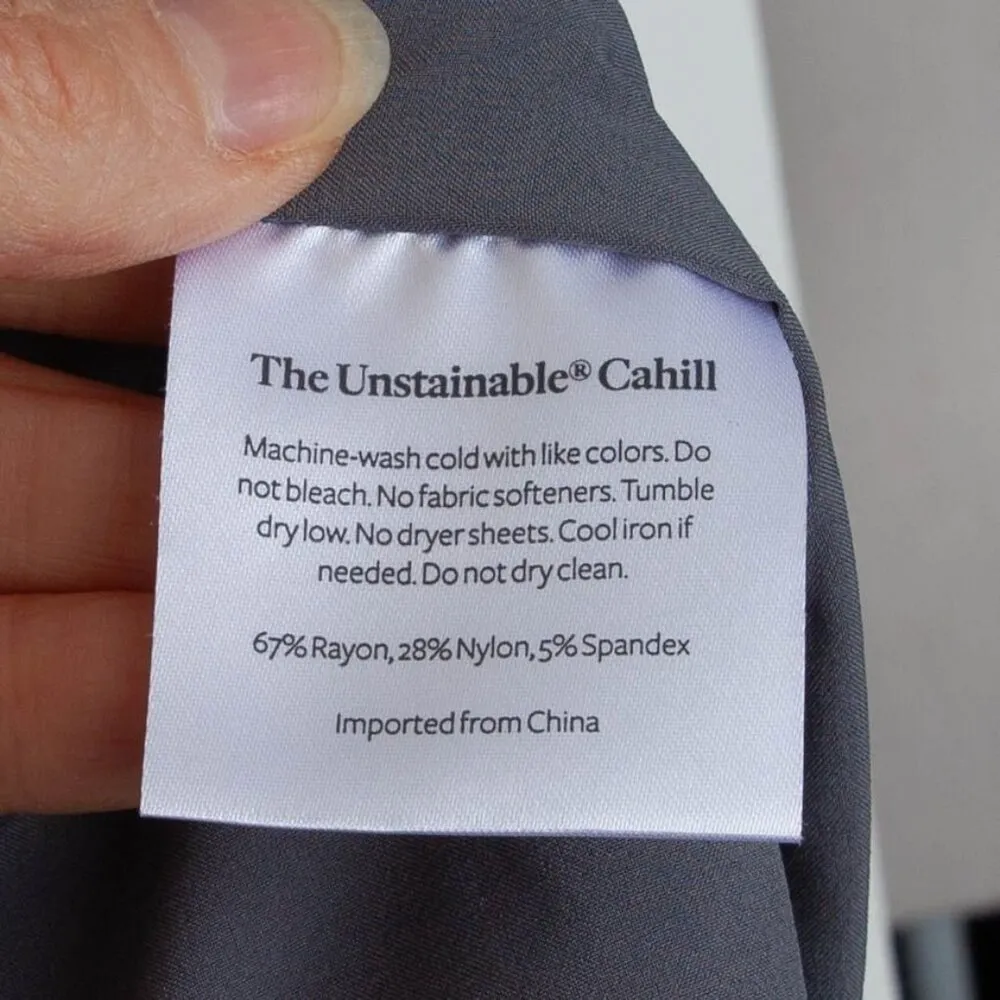 The Unstainable® Cahill
Machine-wash cold with like colors. Do
not bleach. No fabric softeners. Tumble
dry low. No dryer sheets. Cool iron if
needed. Do not dry clean.
67% Rayon, 28% Nylon, 5% Spandex
Imported from China